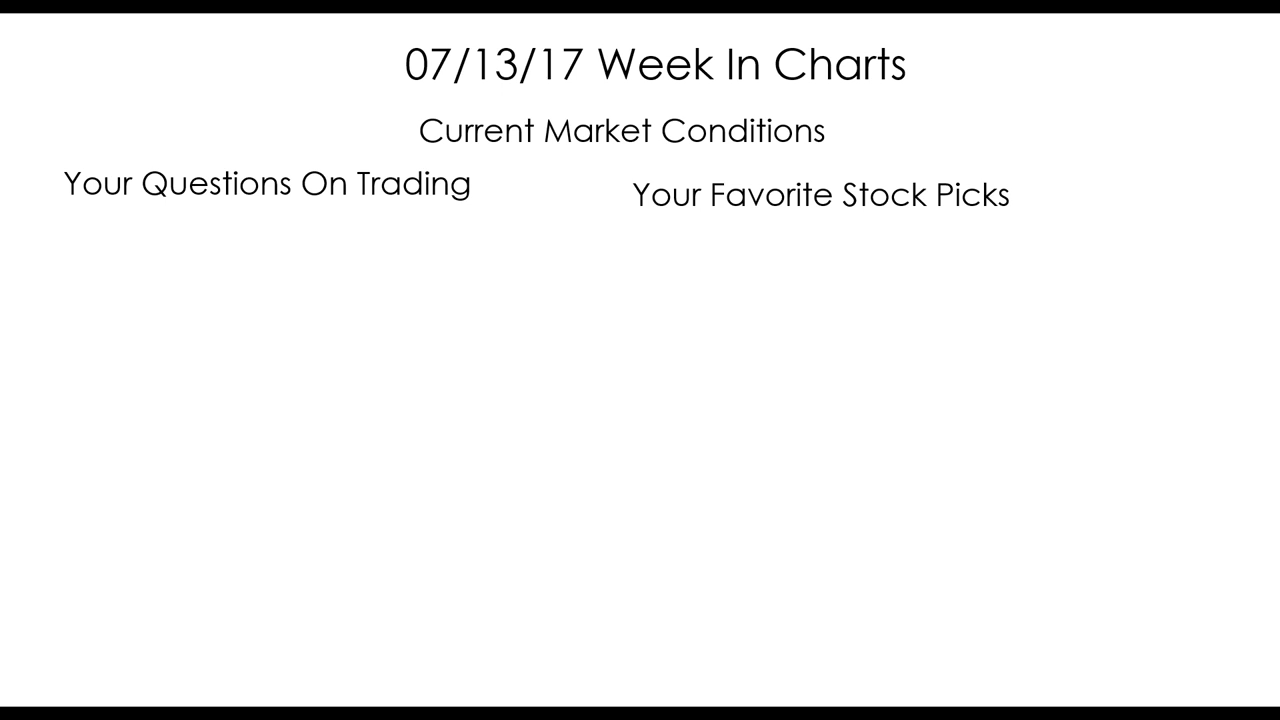 07/13/17 Week In Charts
Current Market Conditions
Your Questions On Trading
Your Favorite Stock Picks